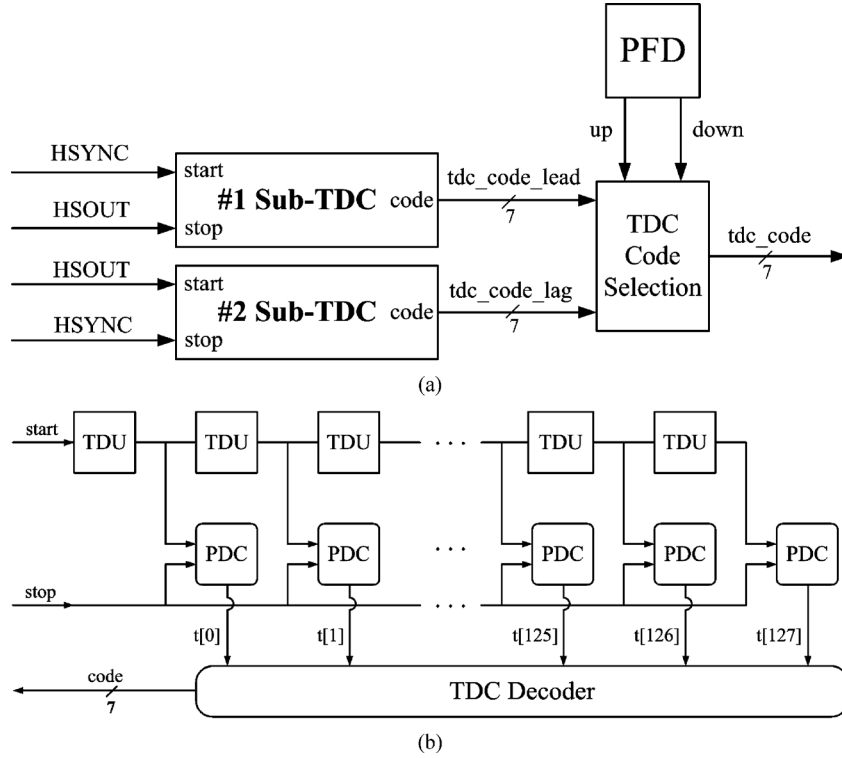 PFD
up down
HSYNC
start
#1 Sub-TDC
code
tdc_code_lead
7
HSOUT
stop
TDC
Code
Selection
tdc_code
7
HSOUT
start
#2 Sub-TDC
code
tdc_code_lag
7
HSYNC
stop
(a)
start TDU TDU TDU . . . TDU TDU
PDC PDC . . . PDC PDC PDC
stop . . .
t[0] t[1] t[125] t[126] t[127]
code
7
TDC Decoder
(b)